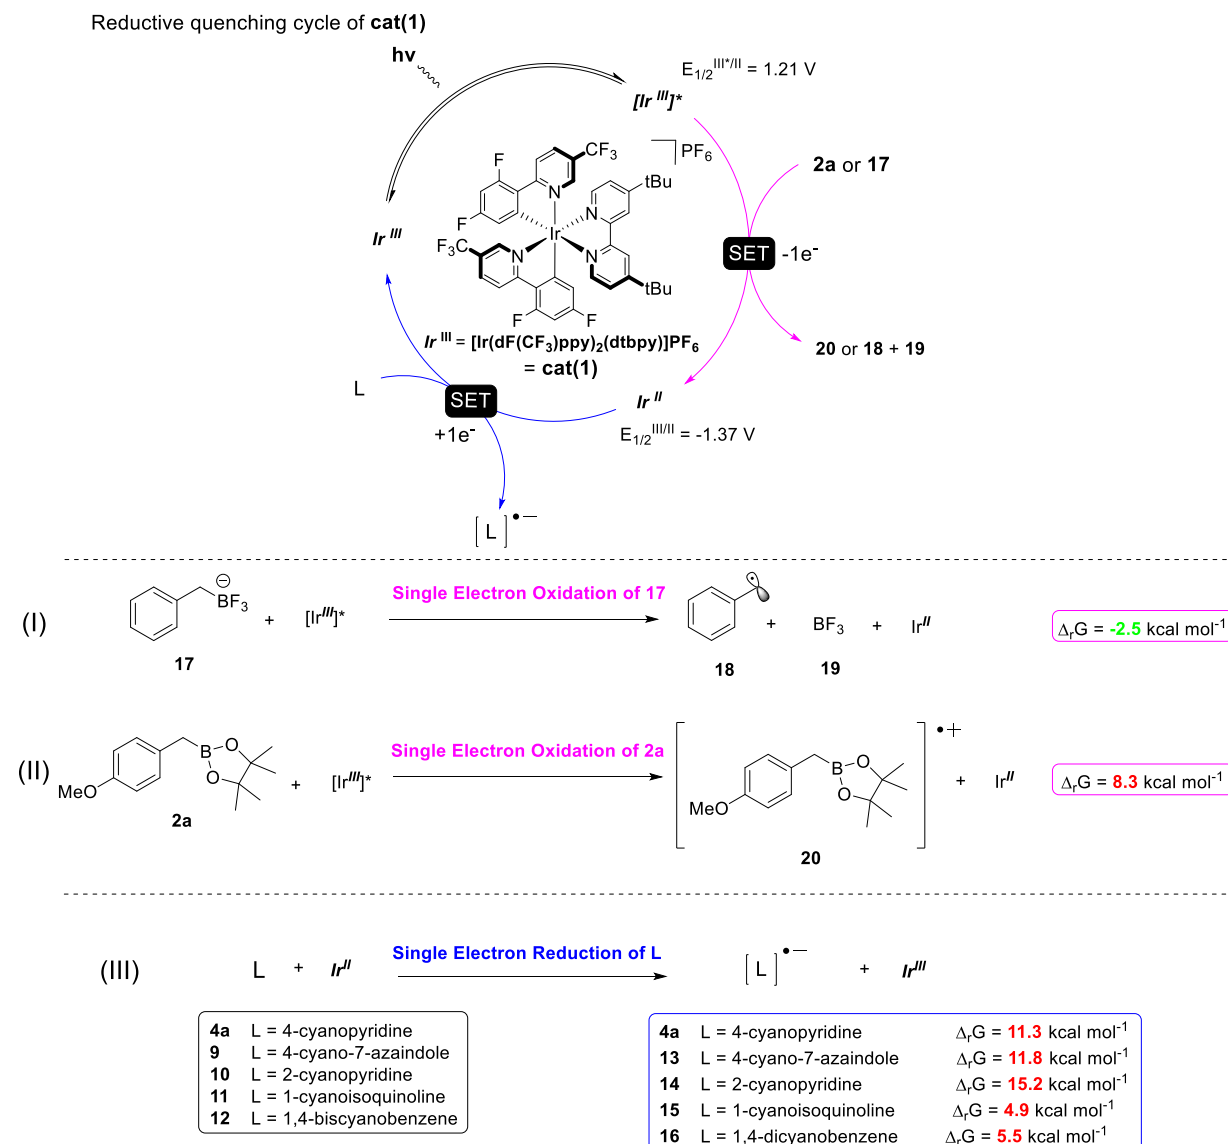 Reductive quenching cycle of cat(1)
hν
E1/2 III*/II = 1.21 V
[Ir III]*
PF6
CF3
F
tBu
2a or 17
N
N
F
Ir
Ir III
F3C
N
N
SET -1e-
tBu
F
F
Ir III = [Ir(dF(CF3)ppy)2(dtbpy)]PF6
= cat(1)
20 or 18 + 19
L
SET
Ir II
+1e-
E1/2 III/II = -1.37 V
[L]•—
Single Electron Oxidation of 17
(I)
BF3
⊖
+ [IrIII]*
+ BF3 + IrII
ΔrG = -2.5 kcal mol-1
17
18
19
Single Electron Oxidation of 2a
(II)
MeO
B
O
O
+ [IrIII]*
MeO
B
O
O
•+
+ IrII
ΔrG = 8.3 kcal mol-1
2a
20
Single Electron Reduction of L
(III)
L + IrII
[L]•— + IrIII
4a L = 4-cyanopyridine
9 L = 4-cyano-7-azaindole
10 L = 2-cyanopyridine
11 L = 1-cyanoisoquinoline
12 L = 1,4-biscyanobenzene
4a L = 4-cyanopyridine ΔrG = 11.3 kcal mol-1
13 L = 4-cyano-7-azaindole ΔrG = 11.8 kcal mol-1
14 L = 2-cyanopyridine ΔrG = 15.2 kcal mol-1
15 L = 1-cyanoisoquinoline ΔrG = 4.9 kcal mol-1
16 L = 1,4-dicyanobenzene ΔrG = 5.5 kcal mol-1